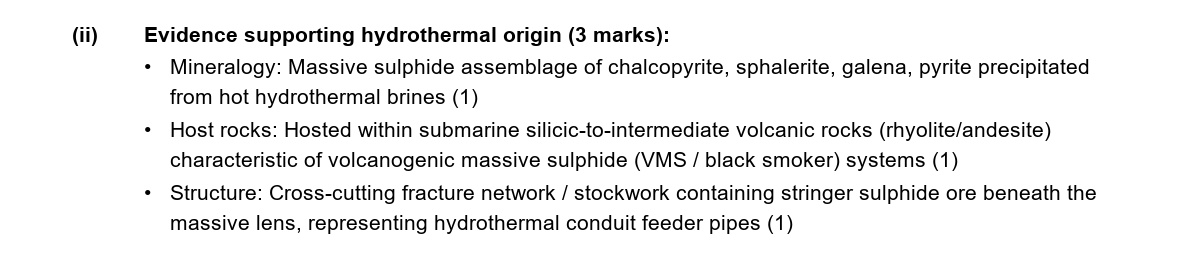 (ii) Evidence supporting hydrothermal origin (3 marks):
• Mineralogy: Massive sulphide assemblage of chalcopyrite, sphalerite, galena, pyrite precipitated
from hot hydrothermal brines (1)
• Host rocks: Hosted within submarine silicic-to-intermediate volcanic rocks (rhyolite/andesite)
characteristic of volcanogenic massive sulphide (VMS / black smoker) systems (1)
• Structure: Cross-cutting fracture network / stockwork containing stringer sulphide ore beneath the
massive lens, representing hydrothermal conduit feeder pipes (1)